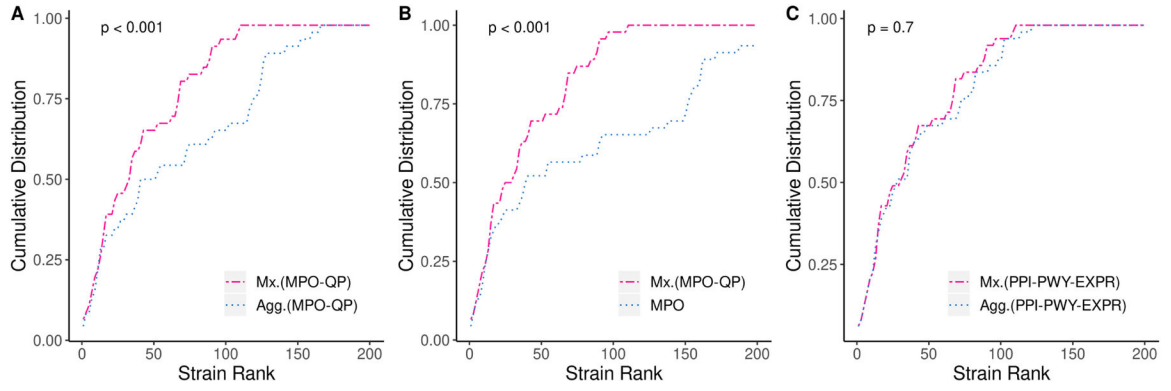 A
p < 0.001
Cumulative Distribution
1.00
0.75
0.50
0.25
0.00
Mx.(MPO-QP)
Agg.(MPO-QP)
0 50 100 150 200
Strain Rank
B
p < 0.001
Cumulative Distribution
1.00
0.75
0.50
0.25
0.00
Mx.(MPO-QP)
MPO
0 50 100 150 200
Strain Rank
C
p = 0.7
Cumulative Distribution
1.00
0.75
0.50
0.25
Mx.(PPI-PWY-EXPR)
Agg.(PPI-PWY-EXPR)
0 50 100 150 200
Strain Rank